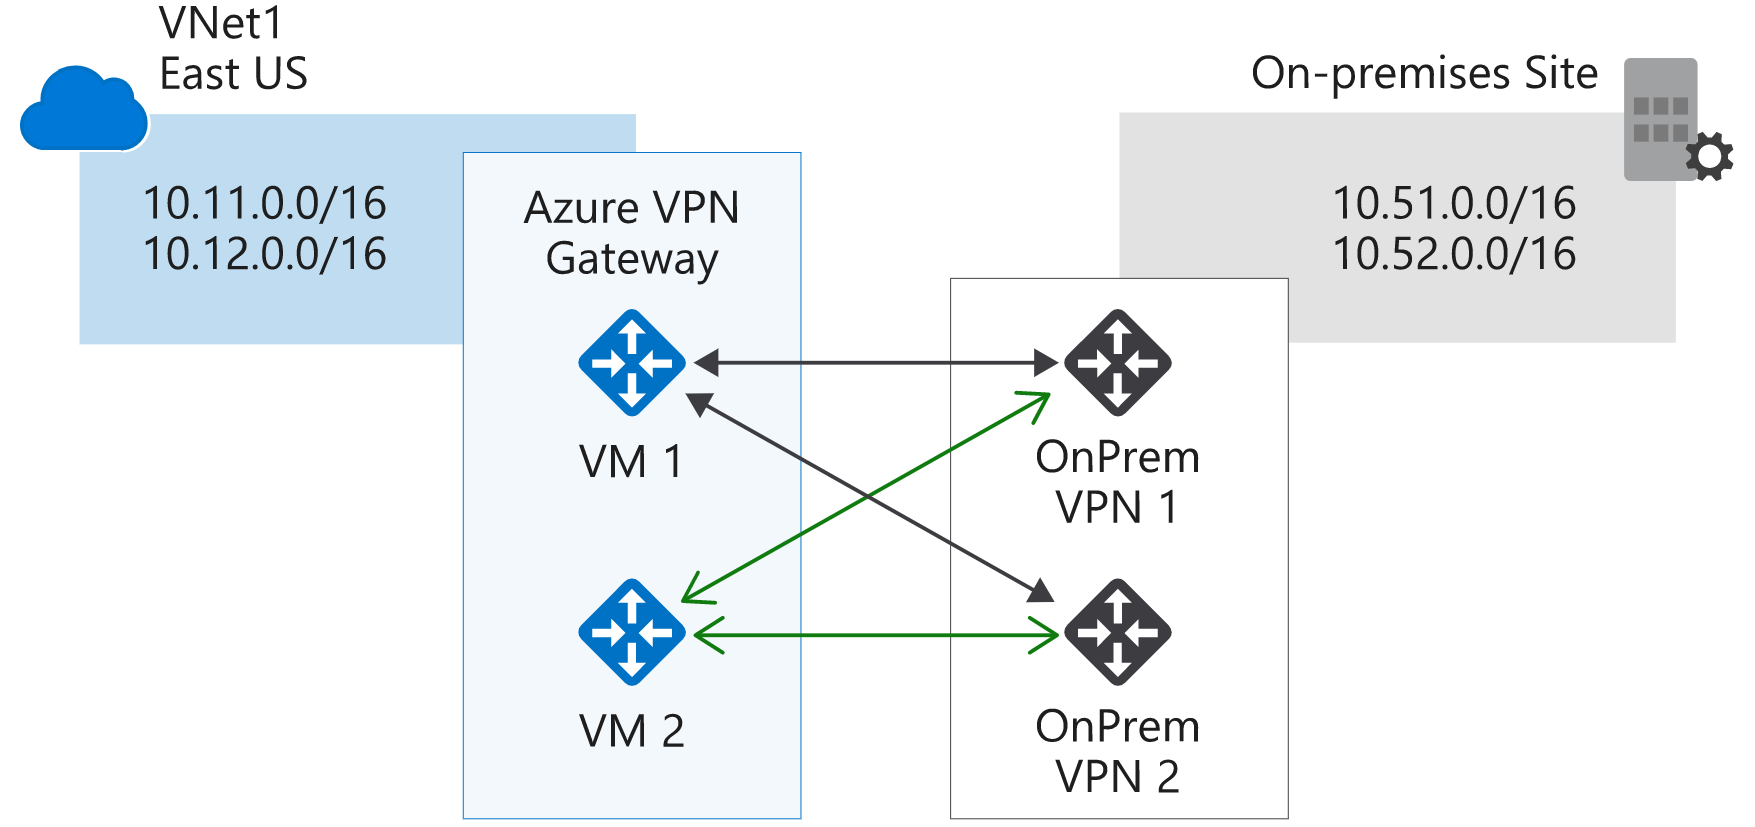 VNet1
East US
10.11.0.0/16
10.12.0.0/16
Azure VPN
Gateway
VM 1
VM 2
On-premises Site
10.51.0.0/16
10.52.0.0/16
OnPrem
VPN 1
OnPrem
VPN 2